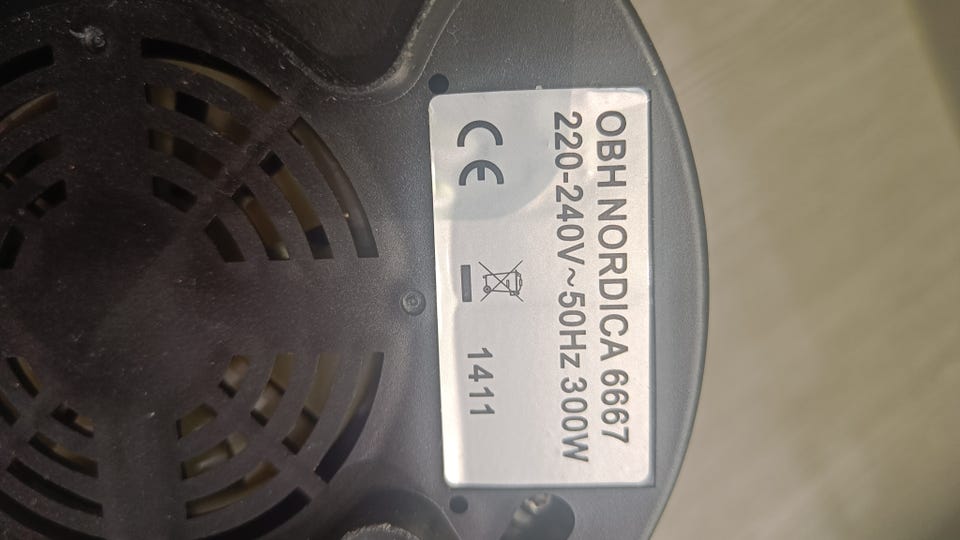 OBH NORDICA 6667
220-240V~50Hz 300W
CE 1411